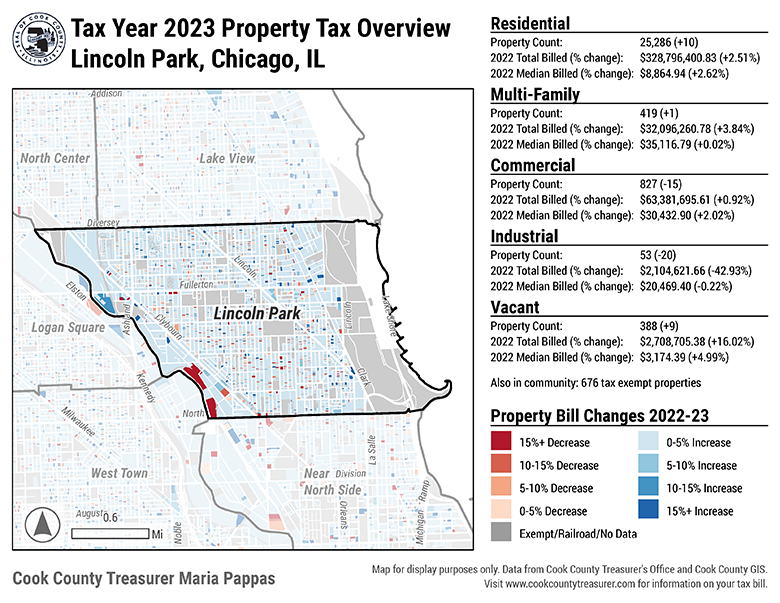 Tax Year 2023 Property Tax Overview
Lincoln Park, Chicago, IL
Addison
North Center
Lake View
Diversey
Lincoln
Fullerton
Elston
Ashland
Clybourn
Lincoln Park
Lincoln
Lake Shore
Logan Square
Clark
Kennedy
North
Milwaukee
La Salle
West Town
Near
Division
North Side
Ramp
Orleans
Michigan
August
Noble
0.6
Mi
Residential
Property Count: 25,286 (+10)
2022 Total Billed (% change): $328,796,400.83 (+2.51%)
2022 Median Billed (% change): $8,864.94 (+2.62%)
Multi-Family
Property Count: 419 (+1)
2022 Total Billed (% change): $32,096,260.78 (+3.84%)
2022 Median Billed (% change): $35,116.79 (+0.02%)
Commercial
Property Count: 827 (-15)
2022 Total Billed (% change): $63,381,695.61 (+0.92%)
2022 Median Billed (% change): $30,432.90 (+2.02%)
Industrial
Property Count: 53 (-20)
2022 Total Billed (% change): $2,104,621.66 (-42.93%)
2022 Median Billed (% change): $20,469.40 (-0.22%)
Vacant
Property Count: 388 (+9)
2022 Total Billed (% change): $2,708,705.38 (+16.02%)
2022 Median Billed (% change): $3,174.39 (+4.99%)
Also in community: 676 tax exempt properties
Property Bill Changes 2022-23
15%+ Decrease
0-5% Increase
10-15% Decrease
5-10% Increase
5-10% Decrease
10-15% Increase
0-5% Decrease
15%+ Increase
Exempt/Railroad/No Data
Cook County Treasurer Maria Pappas
Map for display purposes only. Data from Cook County Treasurer's Office and Cook County GIS.
Visit www.cookcountytreasurer.com for information on your tax bill.